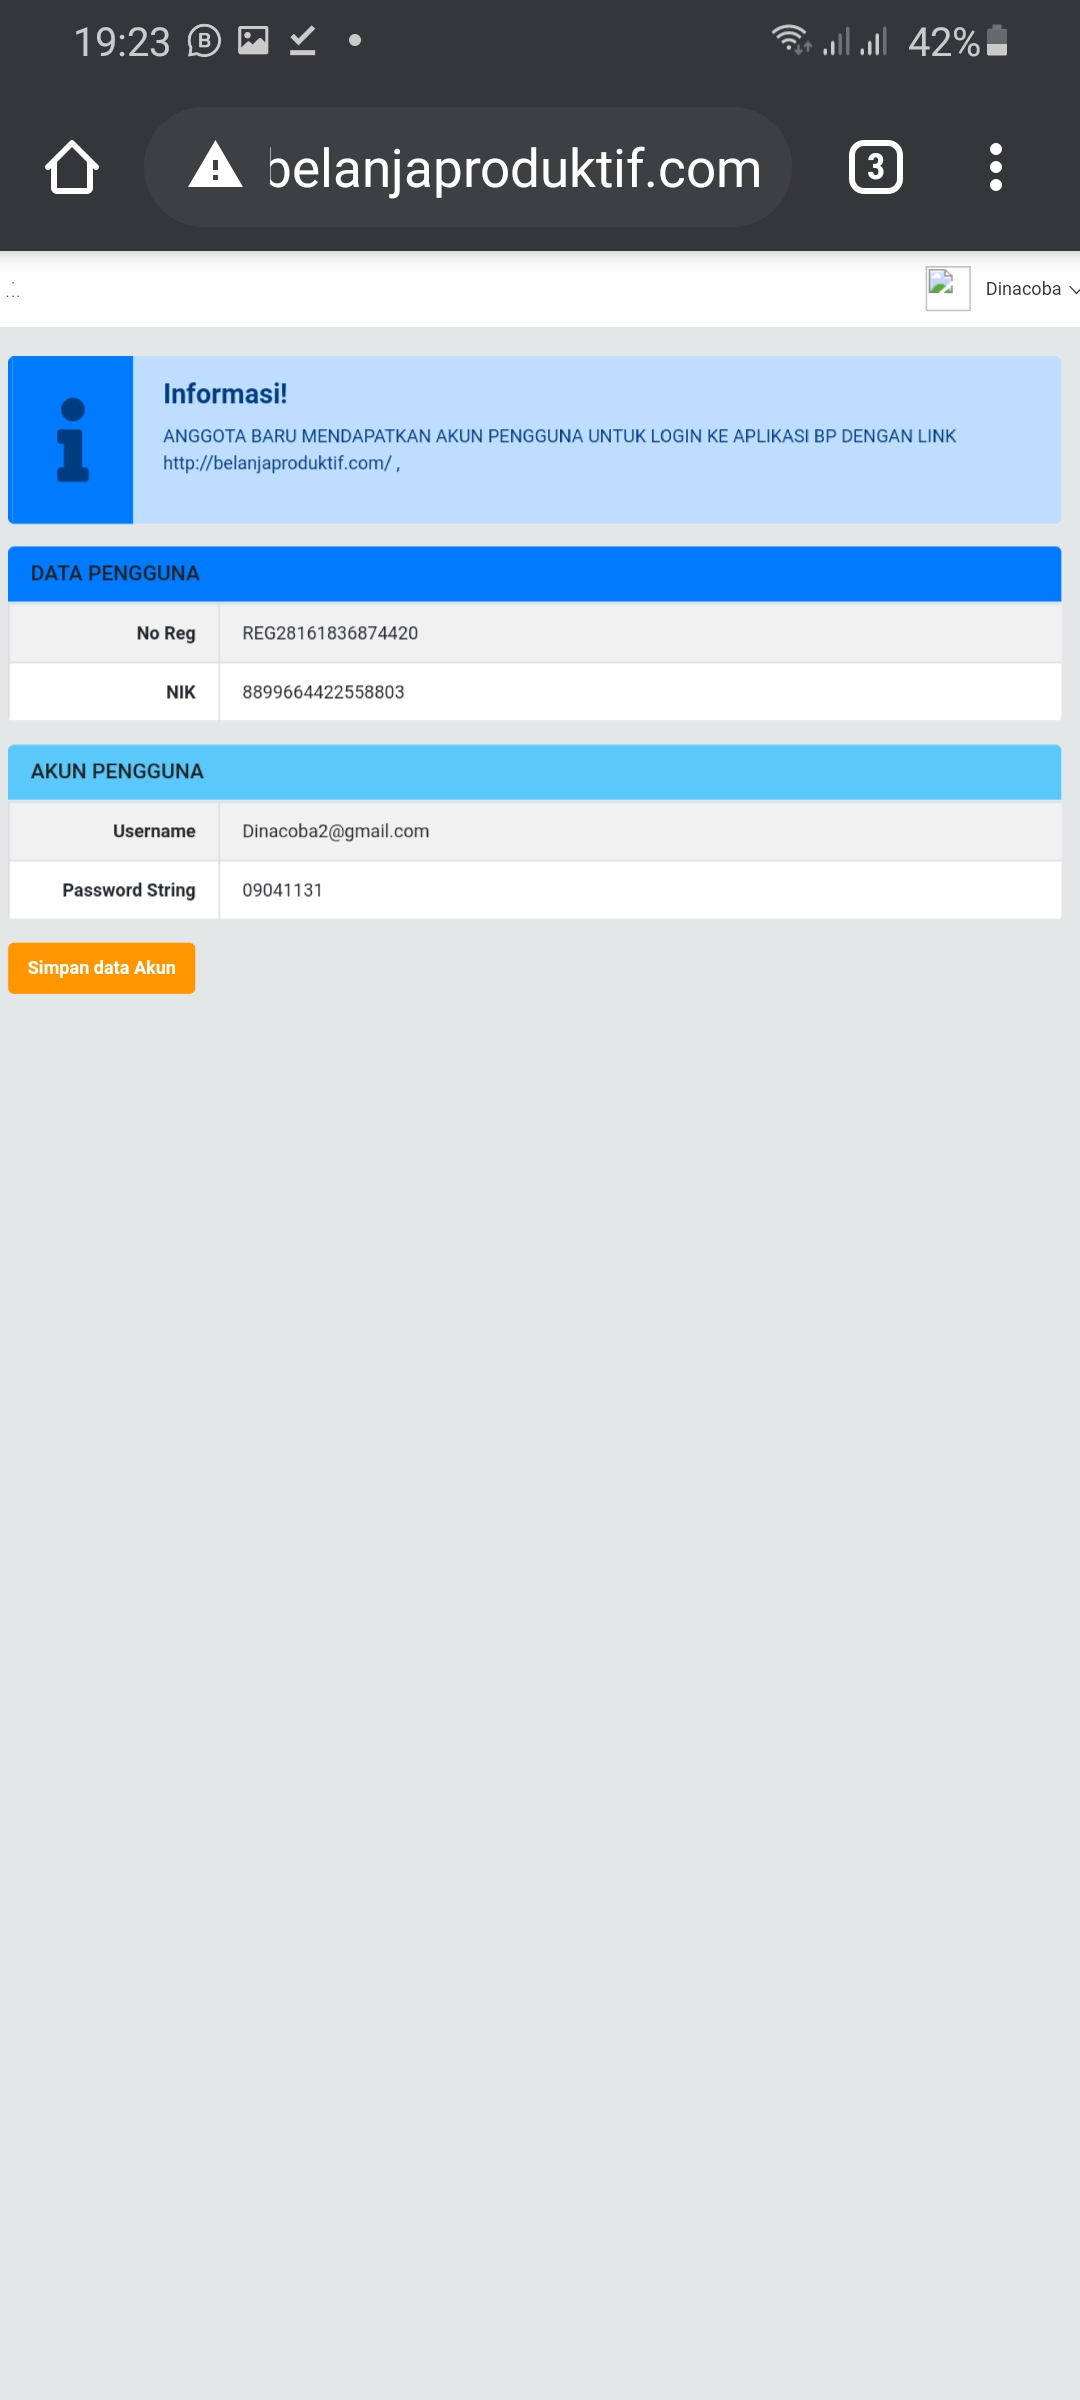 19:23
42%
belanjaproduktif.com
3
Dinacoba
Informasi!
ANGGOTA BARU MENDAPATKAN AKUN PENGGUNA UNTUK LOGIN KE APLIKASI BP DENGAN LINK
http://belanjaproduktif.com/ ,
DATA PENGGUNA
No Reg REG28161836874420
NIK 8899664422558803
AKUN PENGGUNA
Username Dinacoba2@gmail.com
Password String 09041131
Simpan data Akun